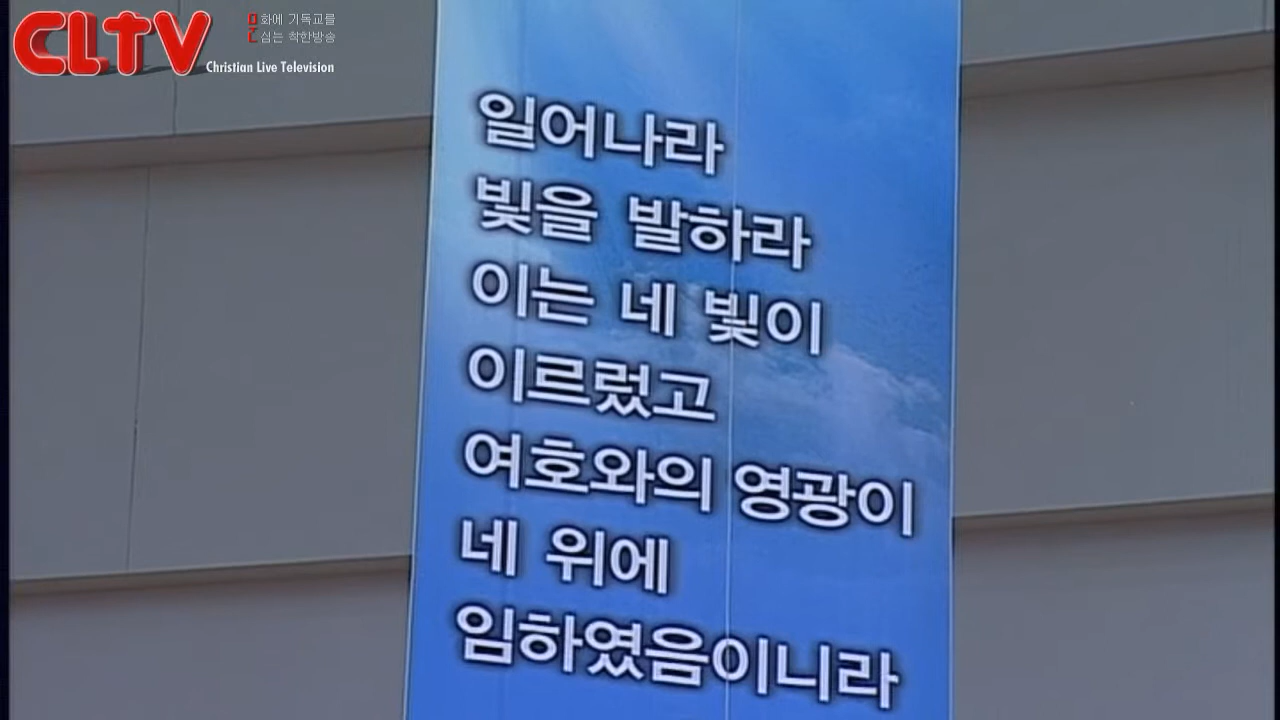 CLTV
문화에 기독교를
심는 착한방송
Christian Live Television
일어나라
빛을 발하라
이는 네 빛이
이르렀고
여호와의 영광이
네 위에
임하였음이니라